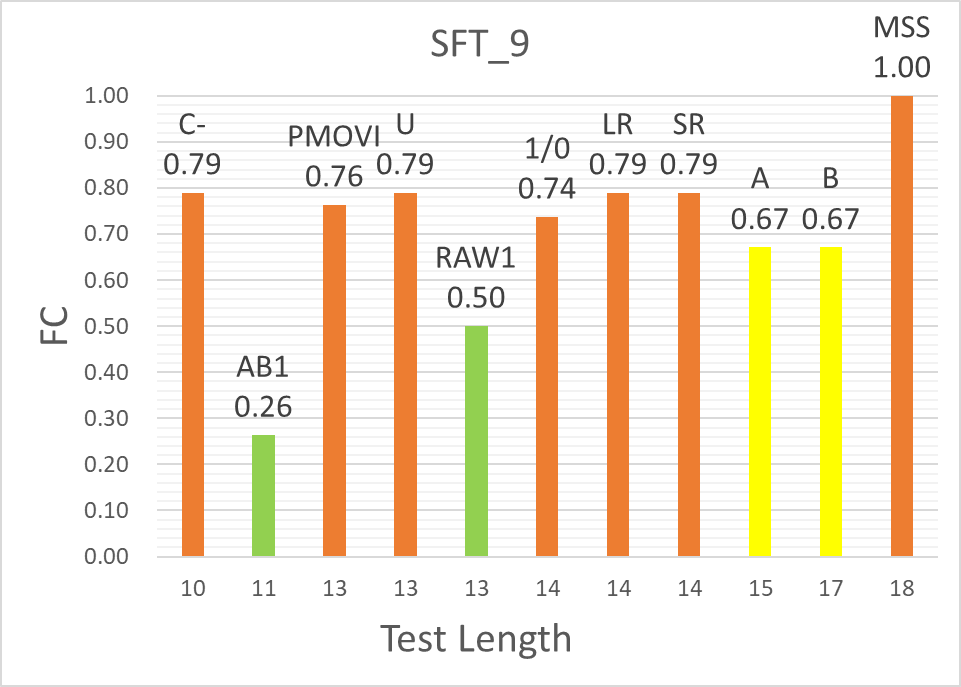 SFT_9
MSS
1.00
C-
0.79
PMOVI
0.76
U
0.79
1/0
0.74
LR
0.79
SR
0.79
A
0.67
B
0.67
RAW1
0.50
AB1
0.26
FC
1.00
0.90
0.80
0.70
0.60
0.50
0.40
0.30
0.20
0.10
0.00
10 11 13 13 13 14 14 14 15 17 18
Test Length